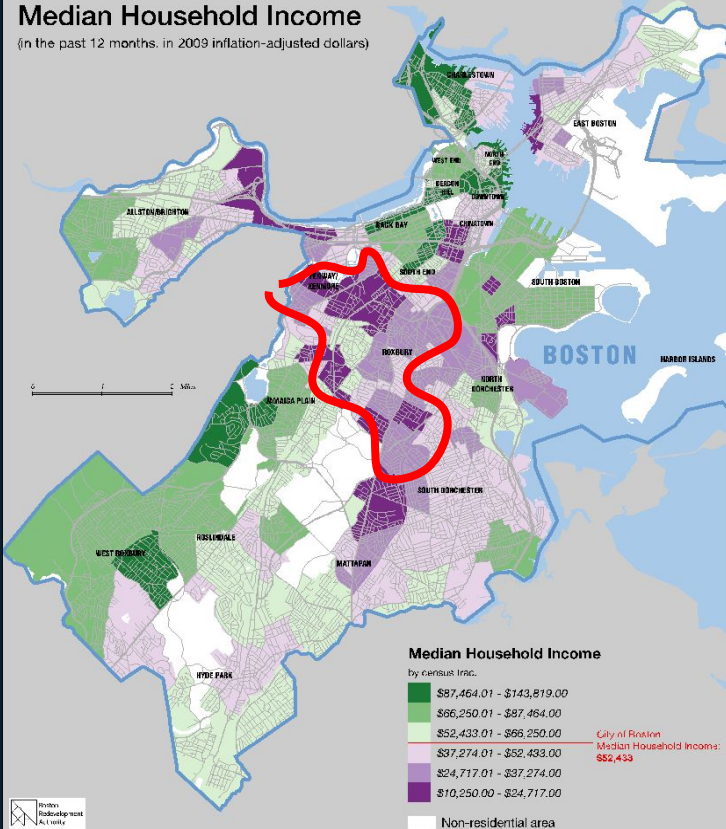 Median Household Income
(in the past 12 months, in 2009 inflation-adjusted dollars)
CHARLESTOWN
EAST BOSTON
WEST END
NORTH
END
BEACON
HILL
DOWNTOWN
ALLSTON/BRIGHTON
BACK BAY
CHINATOWN
SOUTH END
FENWAY/
KENMORE
SOUTH BOSTON
ROXBURY
BOSTON
HARBOR ISLANDS
NORTH
DORCHESTER
0 1 2 Miles
JAMAICA PLAIN
SOUTH DORCHESTER
ROSLINDALE
WEST ROXBURY
MATTAPAN
HYDE PARK
Median Household Income
by census trac.
$87,464.01 - $143,819.00
$66,250.01 - $87,464.00
$52,433.01 - $66,250.00
City of Boston
Median Household Income:
$52,433
$37,274.01 - $52,433.00
$24,717.01 - $37,274.00
$10,250.00 - $24,717.00
Non-residential area
Boston
Redevelopment
Authority